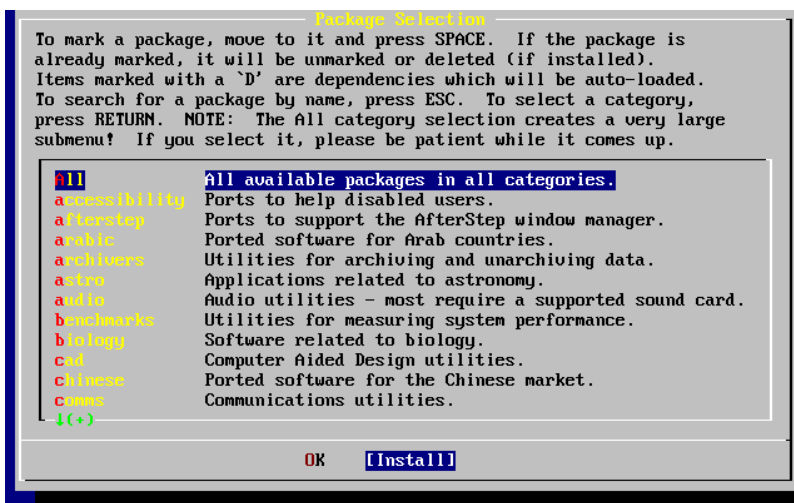 Package Selection
To mark a package, move to it and press SPACE.  If the package is
already marked, it will be unmarked or deleted (if installed).
Items marked with a `D' are dependencies which will be auto-loaded.
To search for a package by name, press ESC.  To select a category,
press RETURN.  NOTE:  The All category selection creates a very large
submenu!  If you select it, please be patient while it comes up.
All All available packages in all categories.
accessibility Ports to help disabled users.
afterstep Ports to support the AfterStep window manager.
arabic Ported software for Arab countries.
archivers Utilities for archiving and unarchiving data.
astro Applications related to astronomy.
audio Audio utilities - most require a supported sound card.
benchmarks Utilities for measuring system performance.
biology Software related to biology.
cad Computer Aided Design utilities.
chinese Ported software for the Chinese market.
comms Communications utilities.
↓(+)
OK [Install]